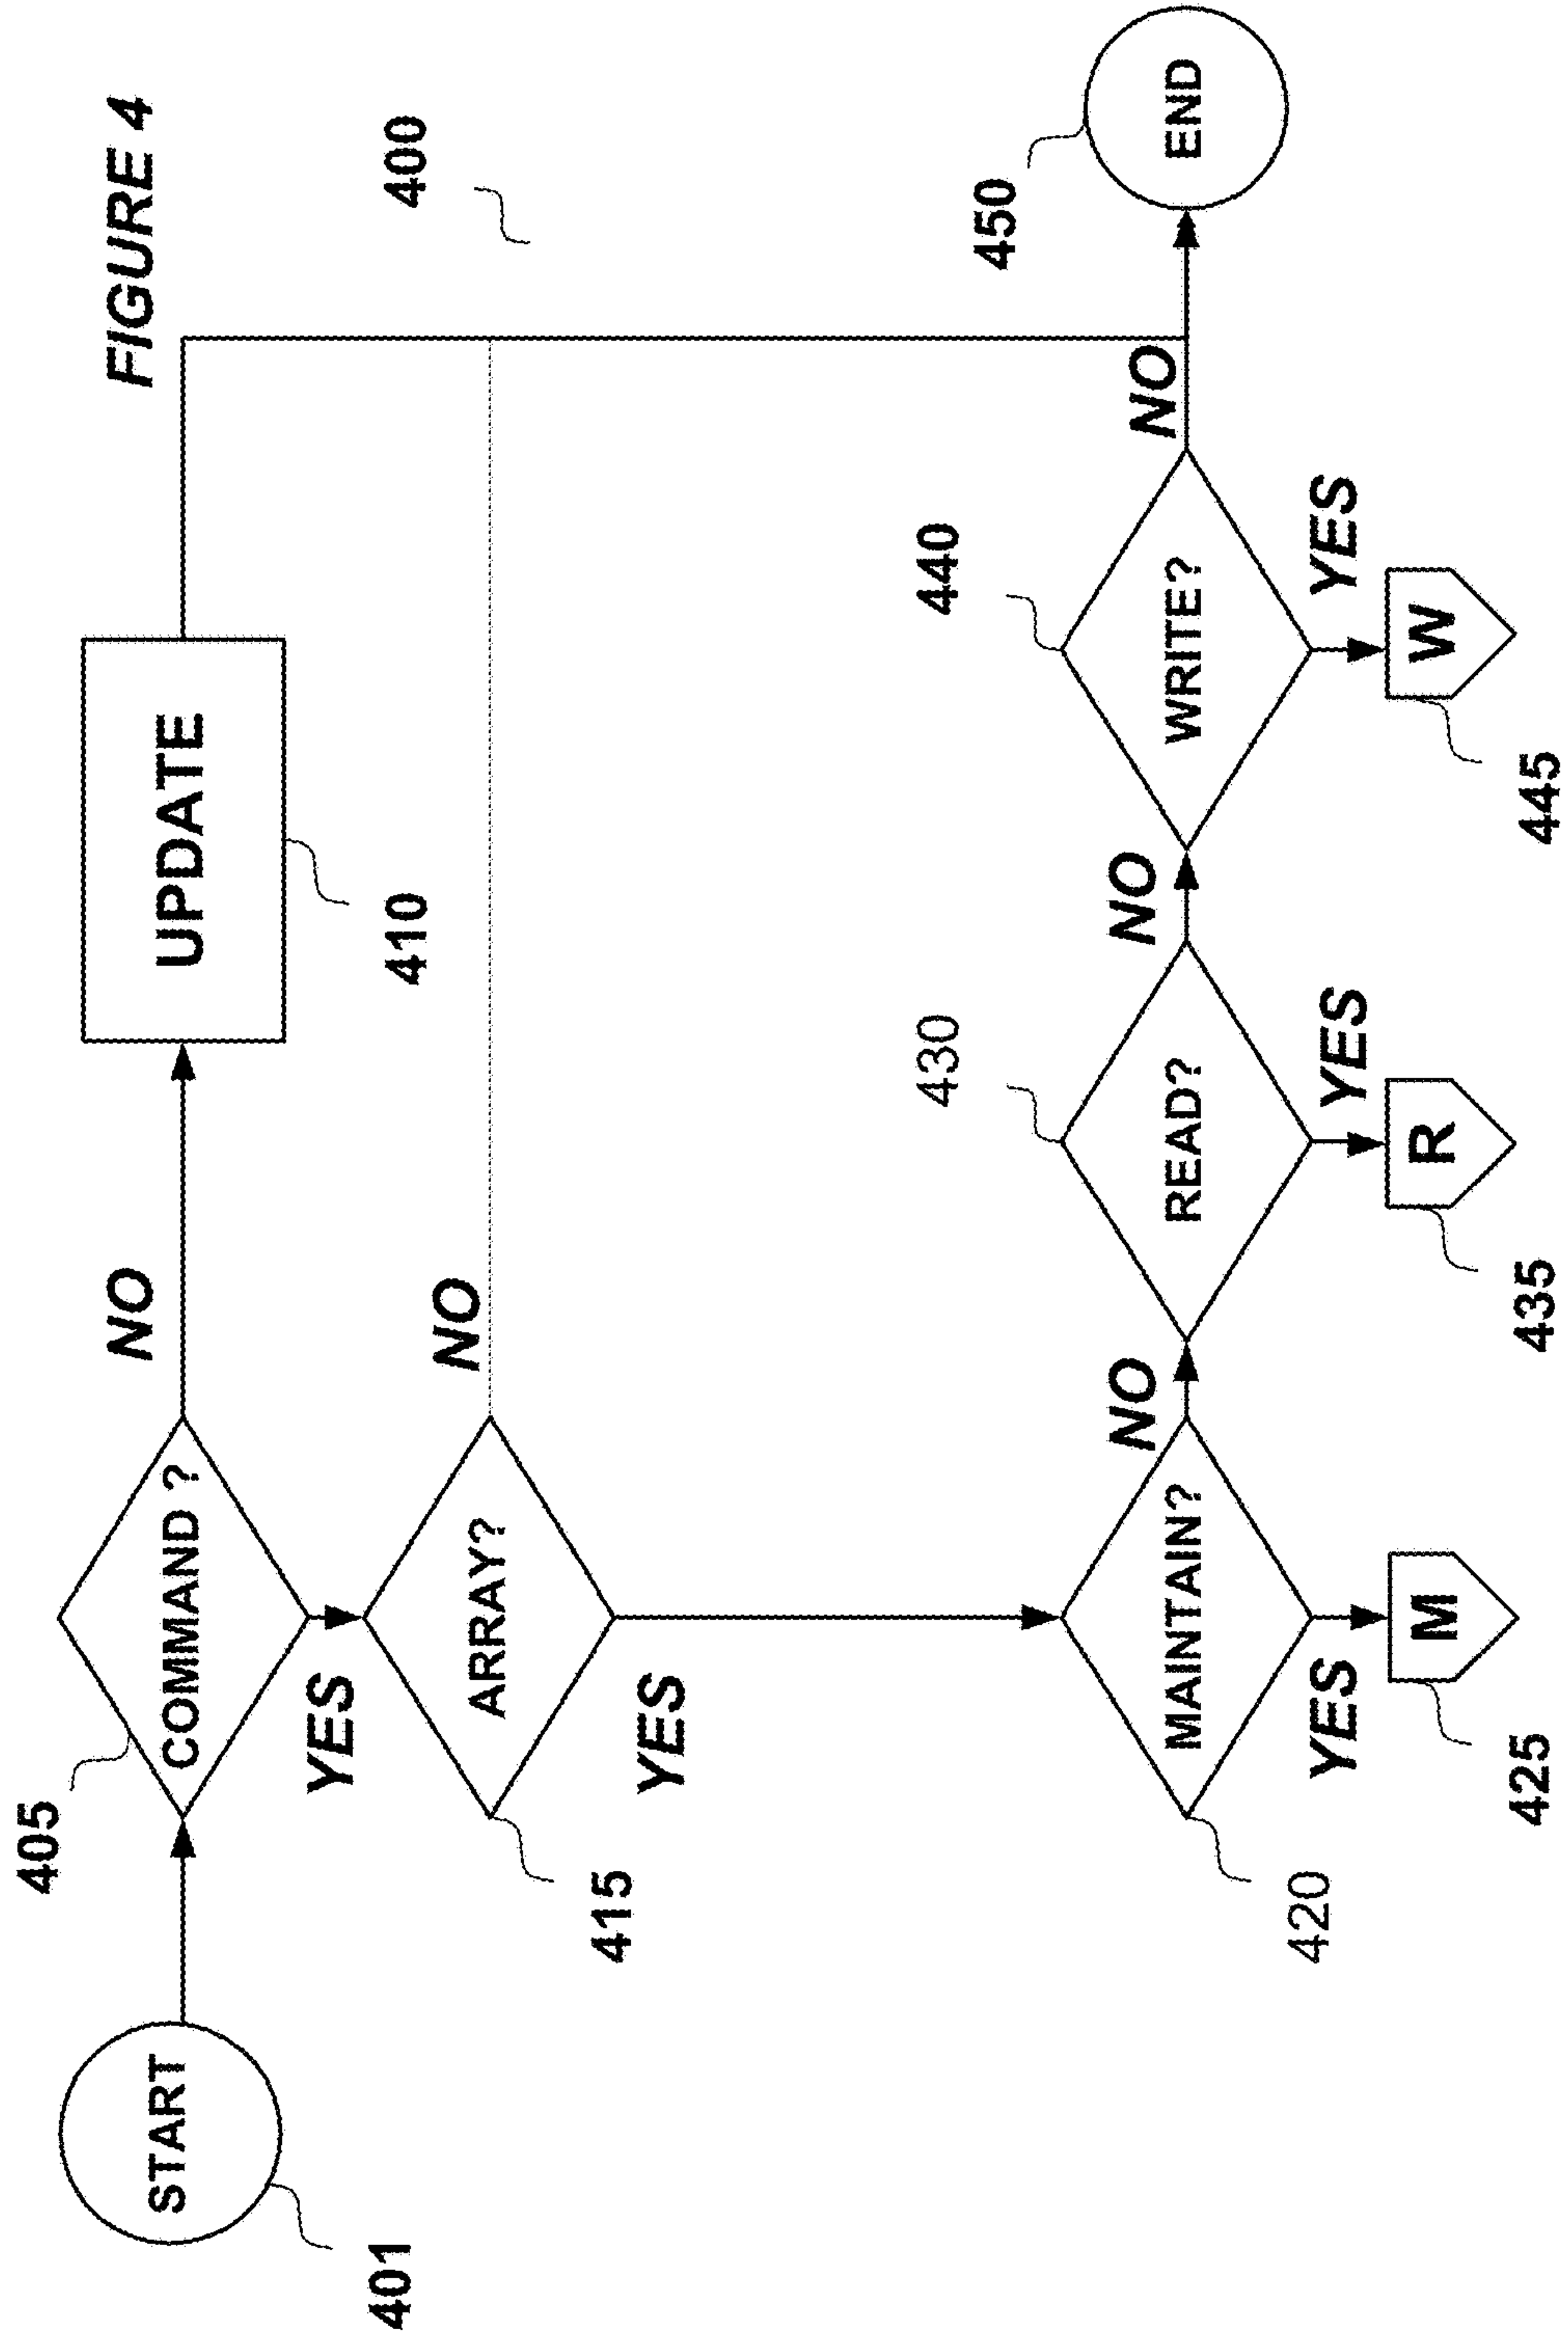 FIGURE 4
400
START
401
405
COMMAND ?
NO
YES
UPDATE
410
ARRAY?
NO
415
YES
MAINTAIN?
420
NO
YES
M
425
430
READ?
NO
YES
R
435
440
WRITE?
NO
YES
W
445
450
END